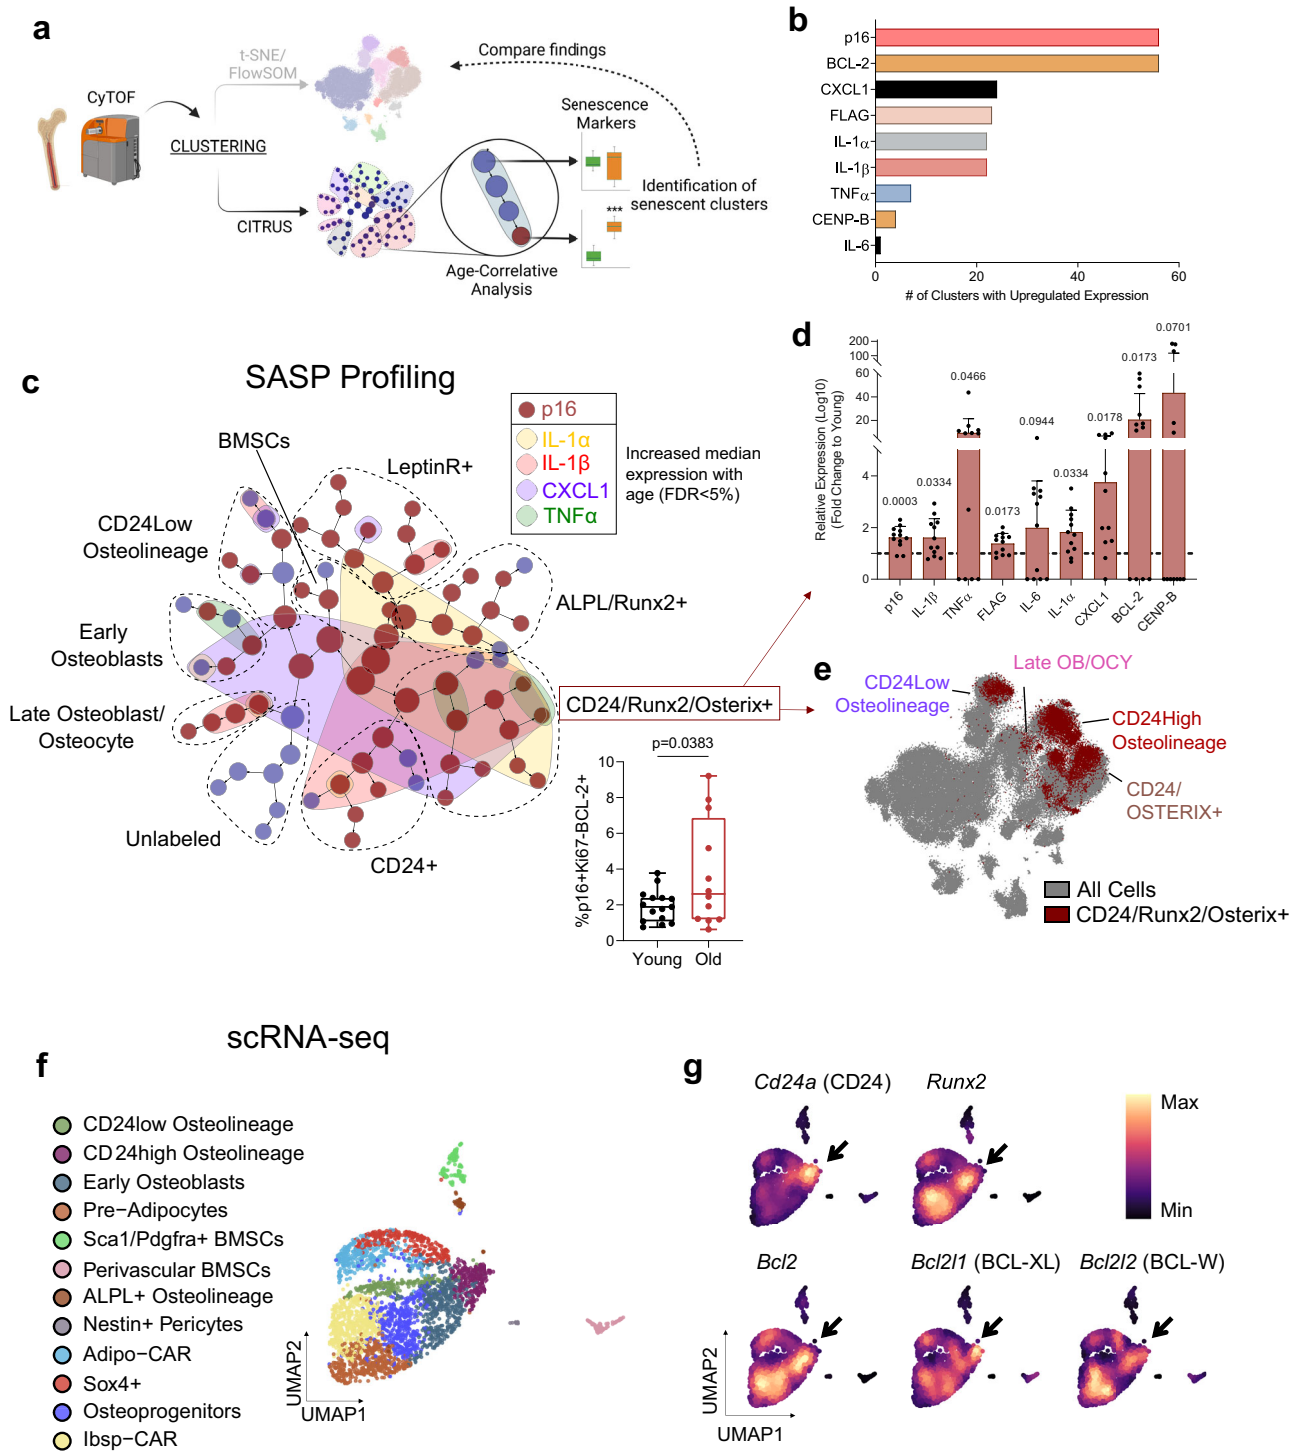 a
t-SNE/
FlowSOM
Compare findings
CyTOF
CLUSTERING
Senescence
Markers
***
Identification of
senescent clusters
CITRUS
Age-Correlative
Analysis
b
p16
BCL-2
CXCL1
FLAG
IL-1α
IL-1β
TNFα
CENP-B
IL-6
0 20 40 60
# of Clusters with Upregulated Expression
c
SASP Profiling
p16
IL-1α
IL-1β
CXCL1
TNFα
Increased median
expression with
age (FDR<5%)
BMSCs
LeptinR+
CD24Low
Osteolineage
ALPL/Runx2+
Early
Osteoblasts
CD24/Runx2/Osterix+
Late Osteoblast/
Osteocyte
Unlabeled
CD24+
p=0.0383
%p16+Ki67-BCL-2+
10
8
6
4
2
0
Young Old
d
Relative Expression (Log10)
(Fold Change to Young)
200
100
60
40
20
4
2
0
0.0003
0.0334
0.0466
0.0173
0.0944
0.0334
0.0178
0.0173
0.0701
p16
IL-1β
TNFα
FLAG
IL-6
IL-1α
CXCL1
BCL-2
CENP-B
e
Late OB/OCY
CD24Low
Osteolineage
CD24High
Osteolineage
CD24/
OSTERIX+
All Cells
CD24/Runx2/Osterix+
scRNA-seq
f
CD24low Osteolineage
CD24high Osteolineage
Early Osteoblasts
Pre−Adipocytes
Sca1/Pdgfra+ BMSCs
Perivascular BMSCs
ALPL+ Osteolineage
Nestin+ Pericytes
Adipo−CAR
Sox4+
Osteoprogenitors
Ibsp−CAR
UMAP2
UMAP1
g
Cd24a (CD24)
Runx2
Max
Min
Bcl2
Bcl2l1 (BCL-XL)
Bcl2l2 (BCL-W)
UMAP2
UMAP1